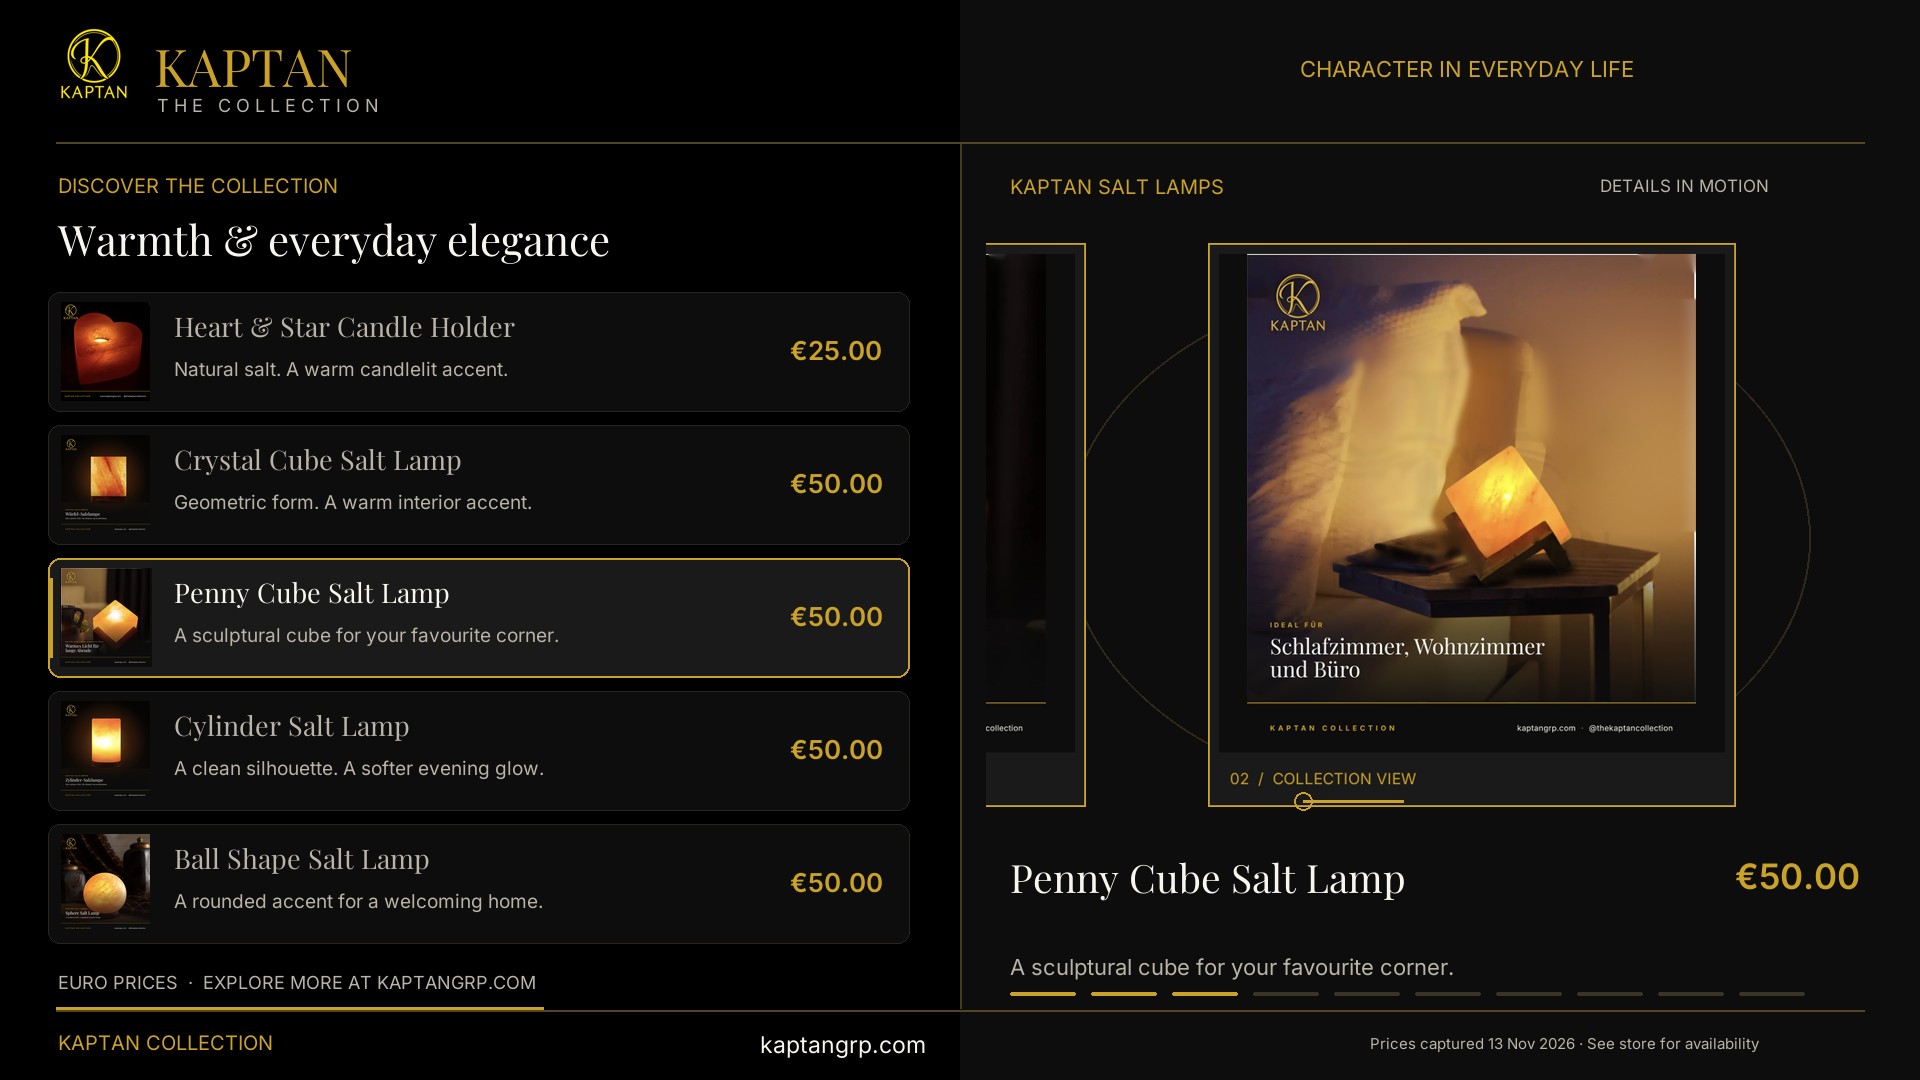 KAPTAN
KAPTAN
THE COLLECTION
CHARACTER IN EVERYDAY LIFE
DISCOVER THE COLLECTION
Warmth & everyday elegance
Heart & Star Candle Holder
Natural salt. A warm candlelit accent.
€25.00
Crystal Cube Salt Lamp
Geometric form. A warm interior accent.
€50.00
Penny Cube Salt Lamp
A sculptural cube for your favourite corner.
€50.00
Cylinder Salt Lamp
A clean silhouette. A softer evening glow.
€50.00
Ball Shape Salt Lamp
A rounded accent for a welcoming home.
€50.00
EURO PRICES · EXPLORE MORE AT KAPTANGRP.COM
KAPTAN SALT LAMPS
DETAILS IN MOTION
collection
KAPTAN
IDEAL FÜR
Schlafzimmer, Wohnzimmer
und Büro
KAPTAN COLLECTION
kaptangrp.com · @thekaptancollection
02 / COLLECTION VIEW
Penny Cube Salt Lamp
€50.00
A sculptural cube for your favourite corner.
KAPTAN COLLECTION
kaptangrp.com
Prices captured 13 Nov 2026 · See store for availability